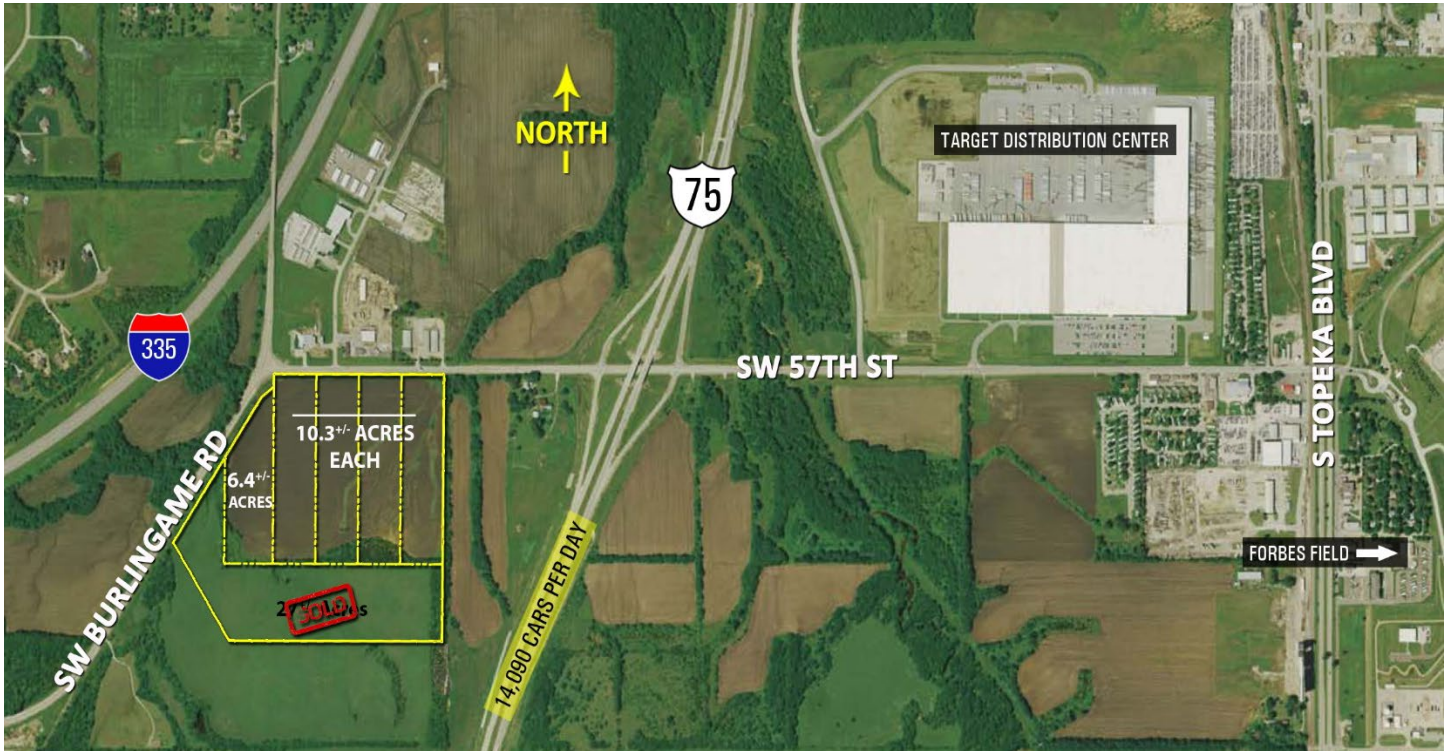 NORTH
TARGET DISTRIBUTION CENTER
75
335
S TOPEKA BLVD
SW 57TH ST
SW BURLINGAME RD
10.3+/- ACRES
EACH
6.4+/-
ACRES
14,090 CARS PER DAY
FORBES FIELD
SOLD